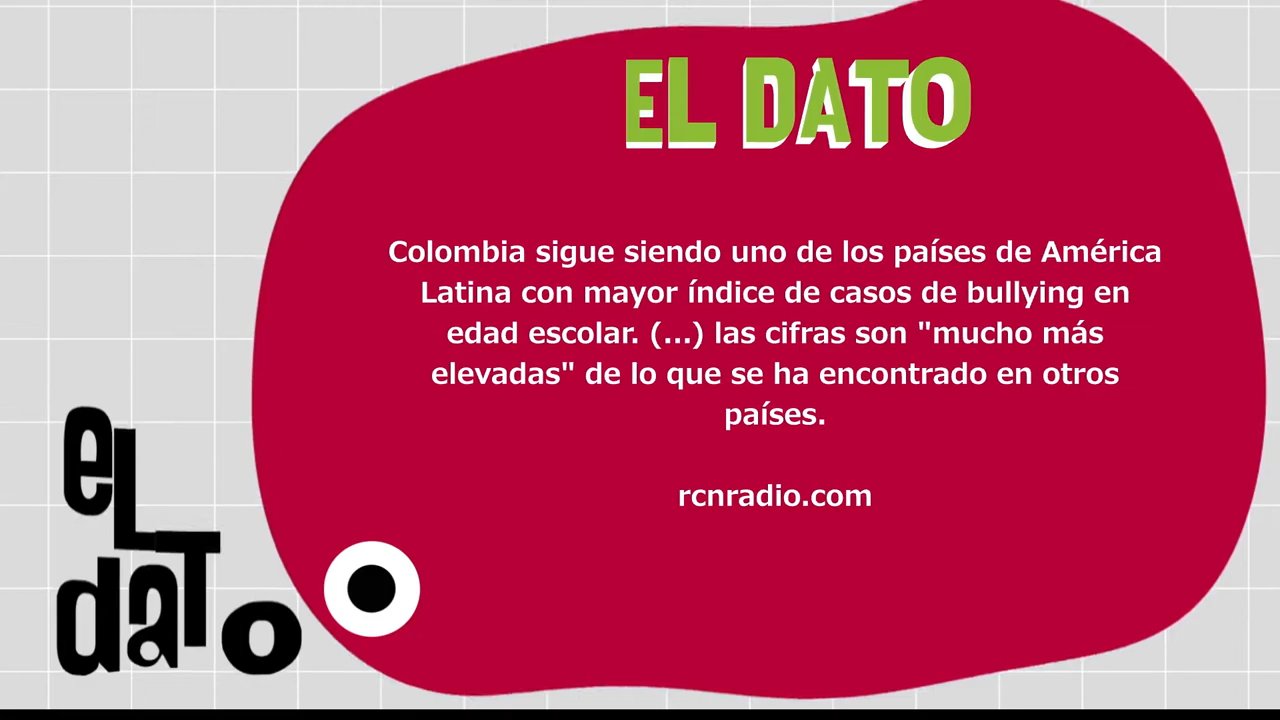 EL DATO
Colombia sigue siendo uno de los países de América
Latina con mayor índice de casos de bullying en
edad escolar. (...) las cifras son "mucho más
elevadas" de lo que se ha encontrado en otros
países.
rcnradio.com
eL
daTo